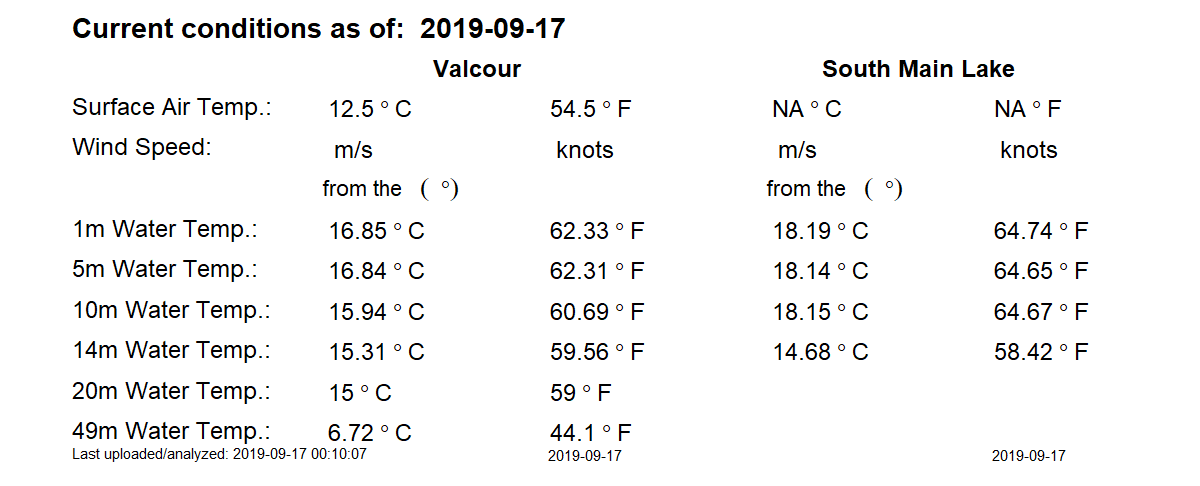 Current conditions as of:  2019-09-17
Valcour South Main Lake
Surface Air Temp.: 12.5 ° C 54.5 ° F NA ° C NA ° F
Wind Speed: m/s knots m/s knots
from the ( °) from the ( °)
1m Water Temp.: 16.85 ° C 62.33 ° F 18.19 ° C 64.74 ° F
5m Water Temp.: 16.84 ° C 62.31 ° F 18.14 ° C 64.65 ° F
10m Water Temp.: 15.94 ° C 60.69 ° F 18.15 ° C 64.67 ° F
14m Water Temp.: 15.31 ° C 59.56 ° F 14.68 ° C 58.42 ° F
20m Water Temp.: 15 ° C 59 ° F
49m Water Temp.: 6.72 ° C 44.1 ° F
Last uploaded/analyzed: 2019-09-17 00:10:07 2019-09-17 2019-09-17